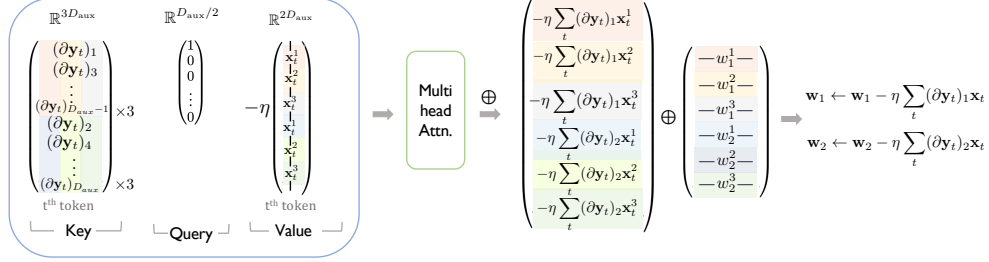 ℝ^{3D_aux}
(∂y_t)_1
(∂y_t)_3
⋮
(∂y_t)_{D_aux−1}
×3
(∂y_t)_2
(∂y_t)_4
⋮
(∂y_t)_{D_aux}
×3
t^th token
Key
ℝ^{D_aux/2}
1
0
0
0
⋮
0
Query
ℝ^{2D_aux}
−η
x_t^1
x_t^2
x_t^3
x_t^1
x_t^2
x_t^3
t^th token
Value
Multi
head
Attn.
⊕
−η ∑_t (∂y_t)_1 x_t^1
−η ∑_t (∂y_t)_1 x_t^2
−η ∑_t (∂y_t)_1 x_t^3
−η ∑_t (∂y_t)_2 x_t^1
−η ∑_t (∂y_t)_2 x_t^2
−η ∑_t (∂y_t)_2 x_t^3
⊕
—w_1^1—
—w_1^2—
—w_1^3—
—w_2^1—
—w_2^2—
—w_2^3—
w_1 ← w_1 − η ∑_t (∂y_t)_1 x_t
w_2 ← w_2 − η ∑_t (∂y_t)_2 x_t